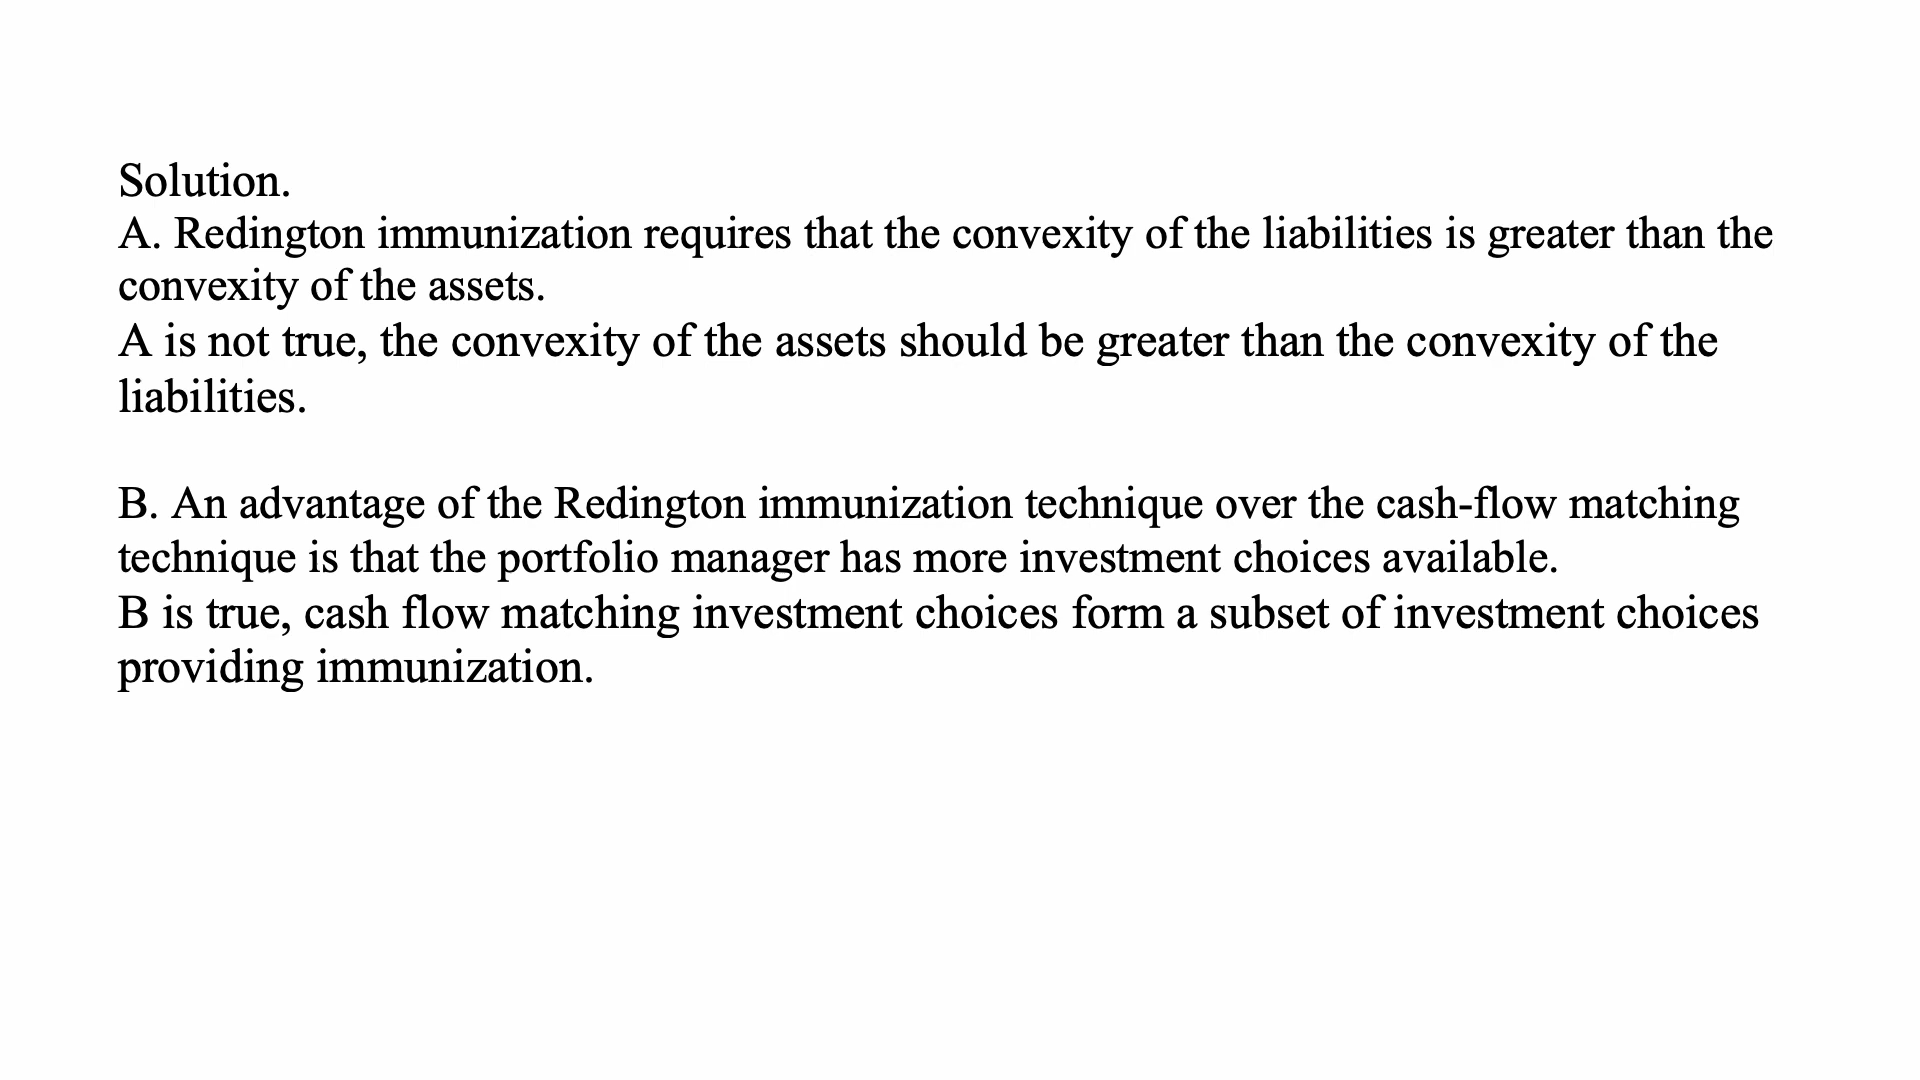 Solution.
A. Redington immunization requires that the convexity of the liabilities is greater than the
convexity of the assets.
A is not true, the convexity of the assets should be greater than the convexity of the
liabilities.
B. An advantage of the Redington immunization technique over the cash-flow matching
technique is that the portfolio manager has more investment choices available.
B is true, cash flow matching investment choices form a subset of investment choices
providing immunization.